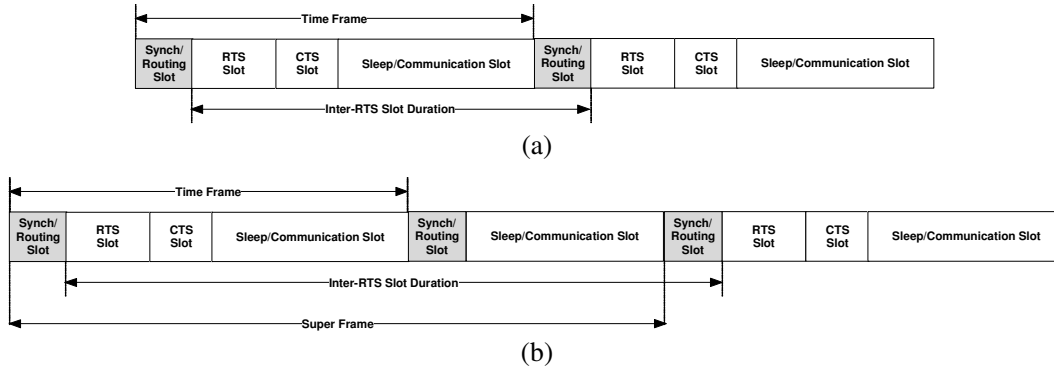 Time Frame
Synch/ Routing Slot
RTS Slot
CTS Slot
Sleep/Communication Slot
Synch/ Routing Slot
RTS Slot
CTS Slot
Sleep/Communication Slot
Inter-RTS Slot Duration
(a)
Time Frame
Synch/ Routing Slot
RTS Slot
CTS Slot
Sleep/Communication Slot
Synch/ Routing Slot
Sleep/Communication Slot
Synch/ Routing Slot
RTS Slot
CTS Slot
Sleep/Communication Slot
Inter-RTS Slot Duration
Super Frame
(b)